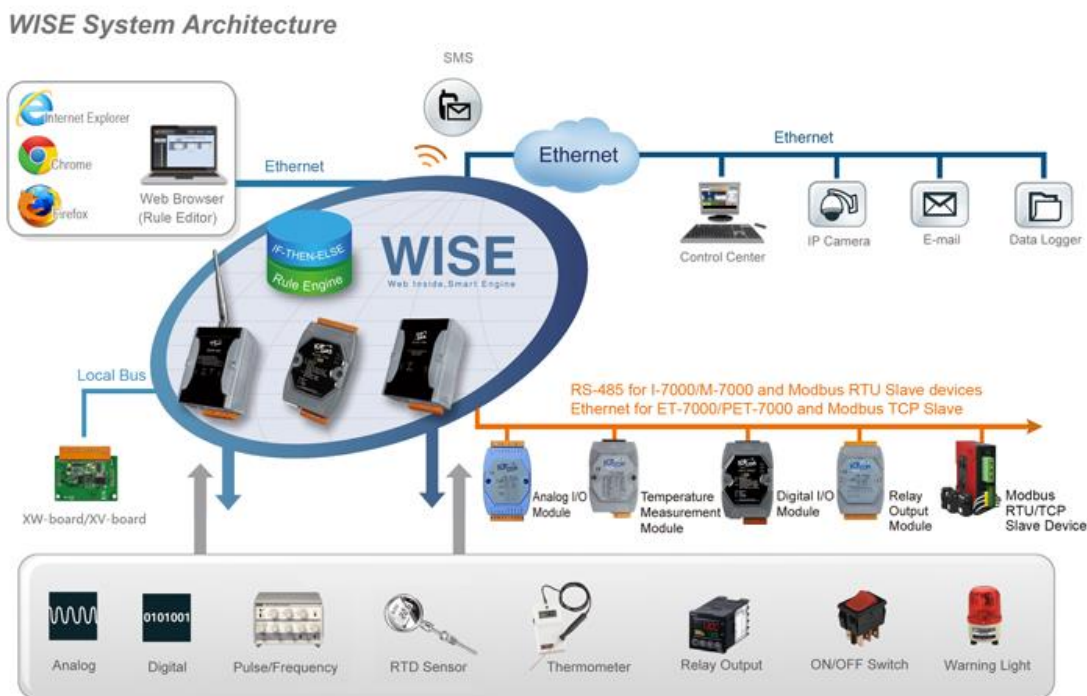 WISE System Architecture
SMS
Internet Explorer
Chrome
Firefox
Web Browser
(Rule Editor)
Ethernet
Ethernet
Ethernet
Control Center
IP Camera
E-mail
Data Logger
IF-THEN-ELSE
Rule Engine
WISE
Web Inside,Smart Engine
Local Bus
XW-board/XV-board
RS-485 for I-7000/M-7000 and Modbus RTU Slave devices
Ethernet for ET-7000/PET-7000 and Modbus TCP Slave
Analog I/O
Module
Temperature
Measurement
Module
Digital I/O
Module
Relay
Output
Module
Modbus
RTU/TCP
Slave Device
0101001
Analog
Digital
Pulse/Frequency
RTD Sensor
Thermometer
Relay Output
ON/OFF Switch
Warning Light